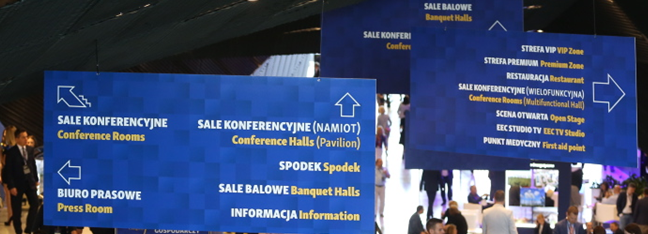 SALE BALOWE
Banquet Halls
SALE KONFERENCYJNE
SALE KONFERENCYJNE
Conference Rooms
BIURO PRASOWE
Press Room
SALE KONFERENCYJNE (NAMIOT)
Conference Halls (Pavilion)
SPODEK Spodek
SALE BALOWE Banquet Halls
INFORMACJA Information
STREFA VIP VIP Zone
STREFA PREMIUM Premium Zone
RESTAURACJA Restaurant
SALE KONFERENCYJNE (WIELOFUNKCYJNA)
Conference Rooms (Multifunctional Hall)
SCENA OTWARTA Open Stage
EEC STUDIO TV EEC TV Studio
PUNKT MEDYCZNY First aid point
GOSPODARCZY